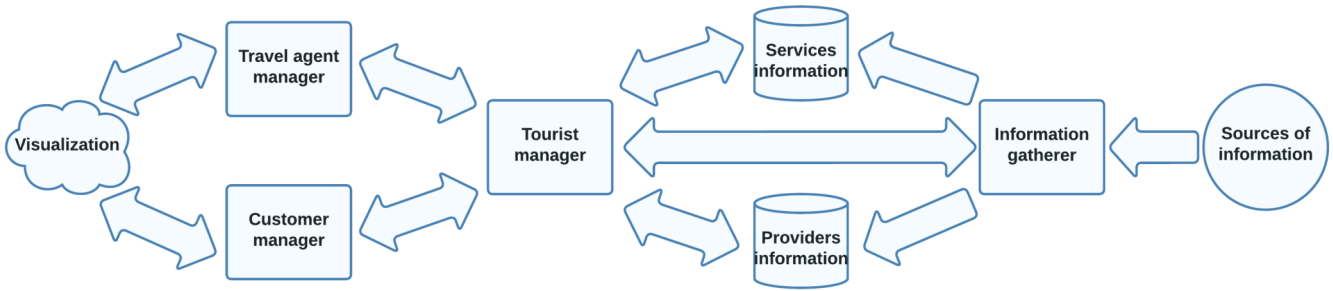 Travel agent
manager
Services
information
Visualization
Tourist
manager
Information
gatherer
Sources of
information
Customer
manager
Providers
information